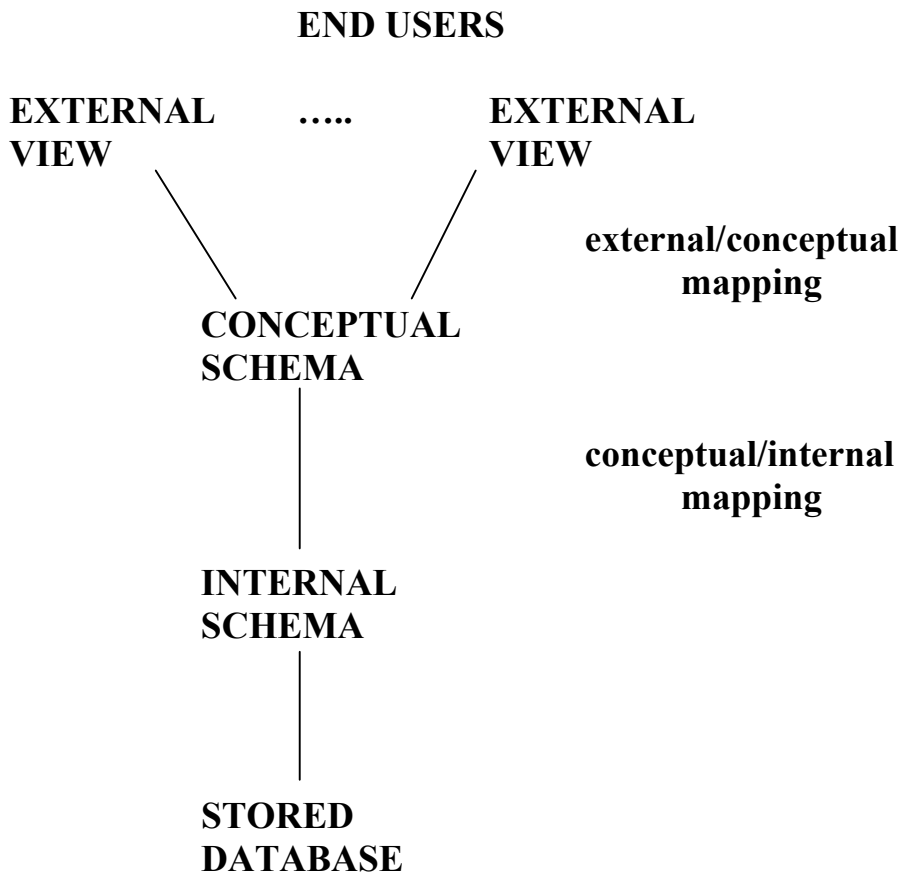 END USERS
EXTERNAL ..... EXTERNAL
VIEW VIEW
external/conceptual
mapping
CONCEPTUAL
SCHEMA
conceptual/internal
mapping
INTERNAL
SCHEMA
STORED
DATABASE